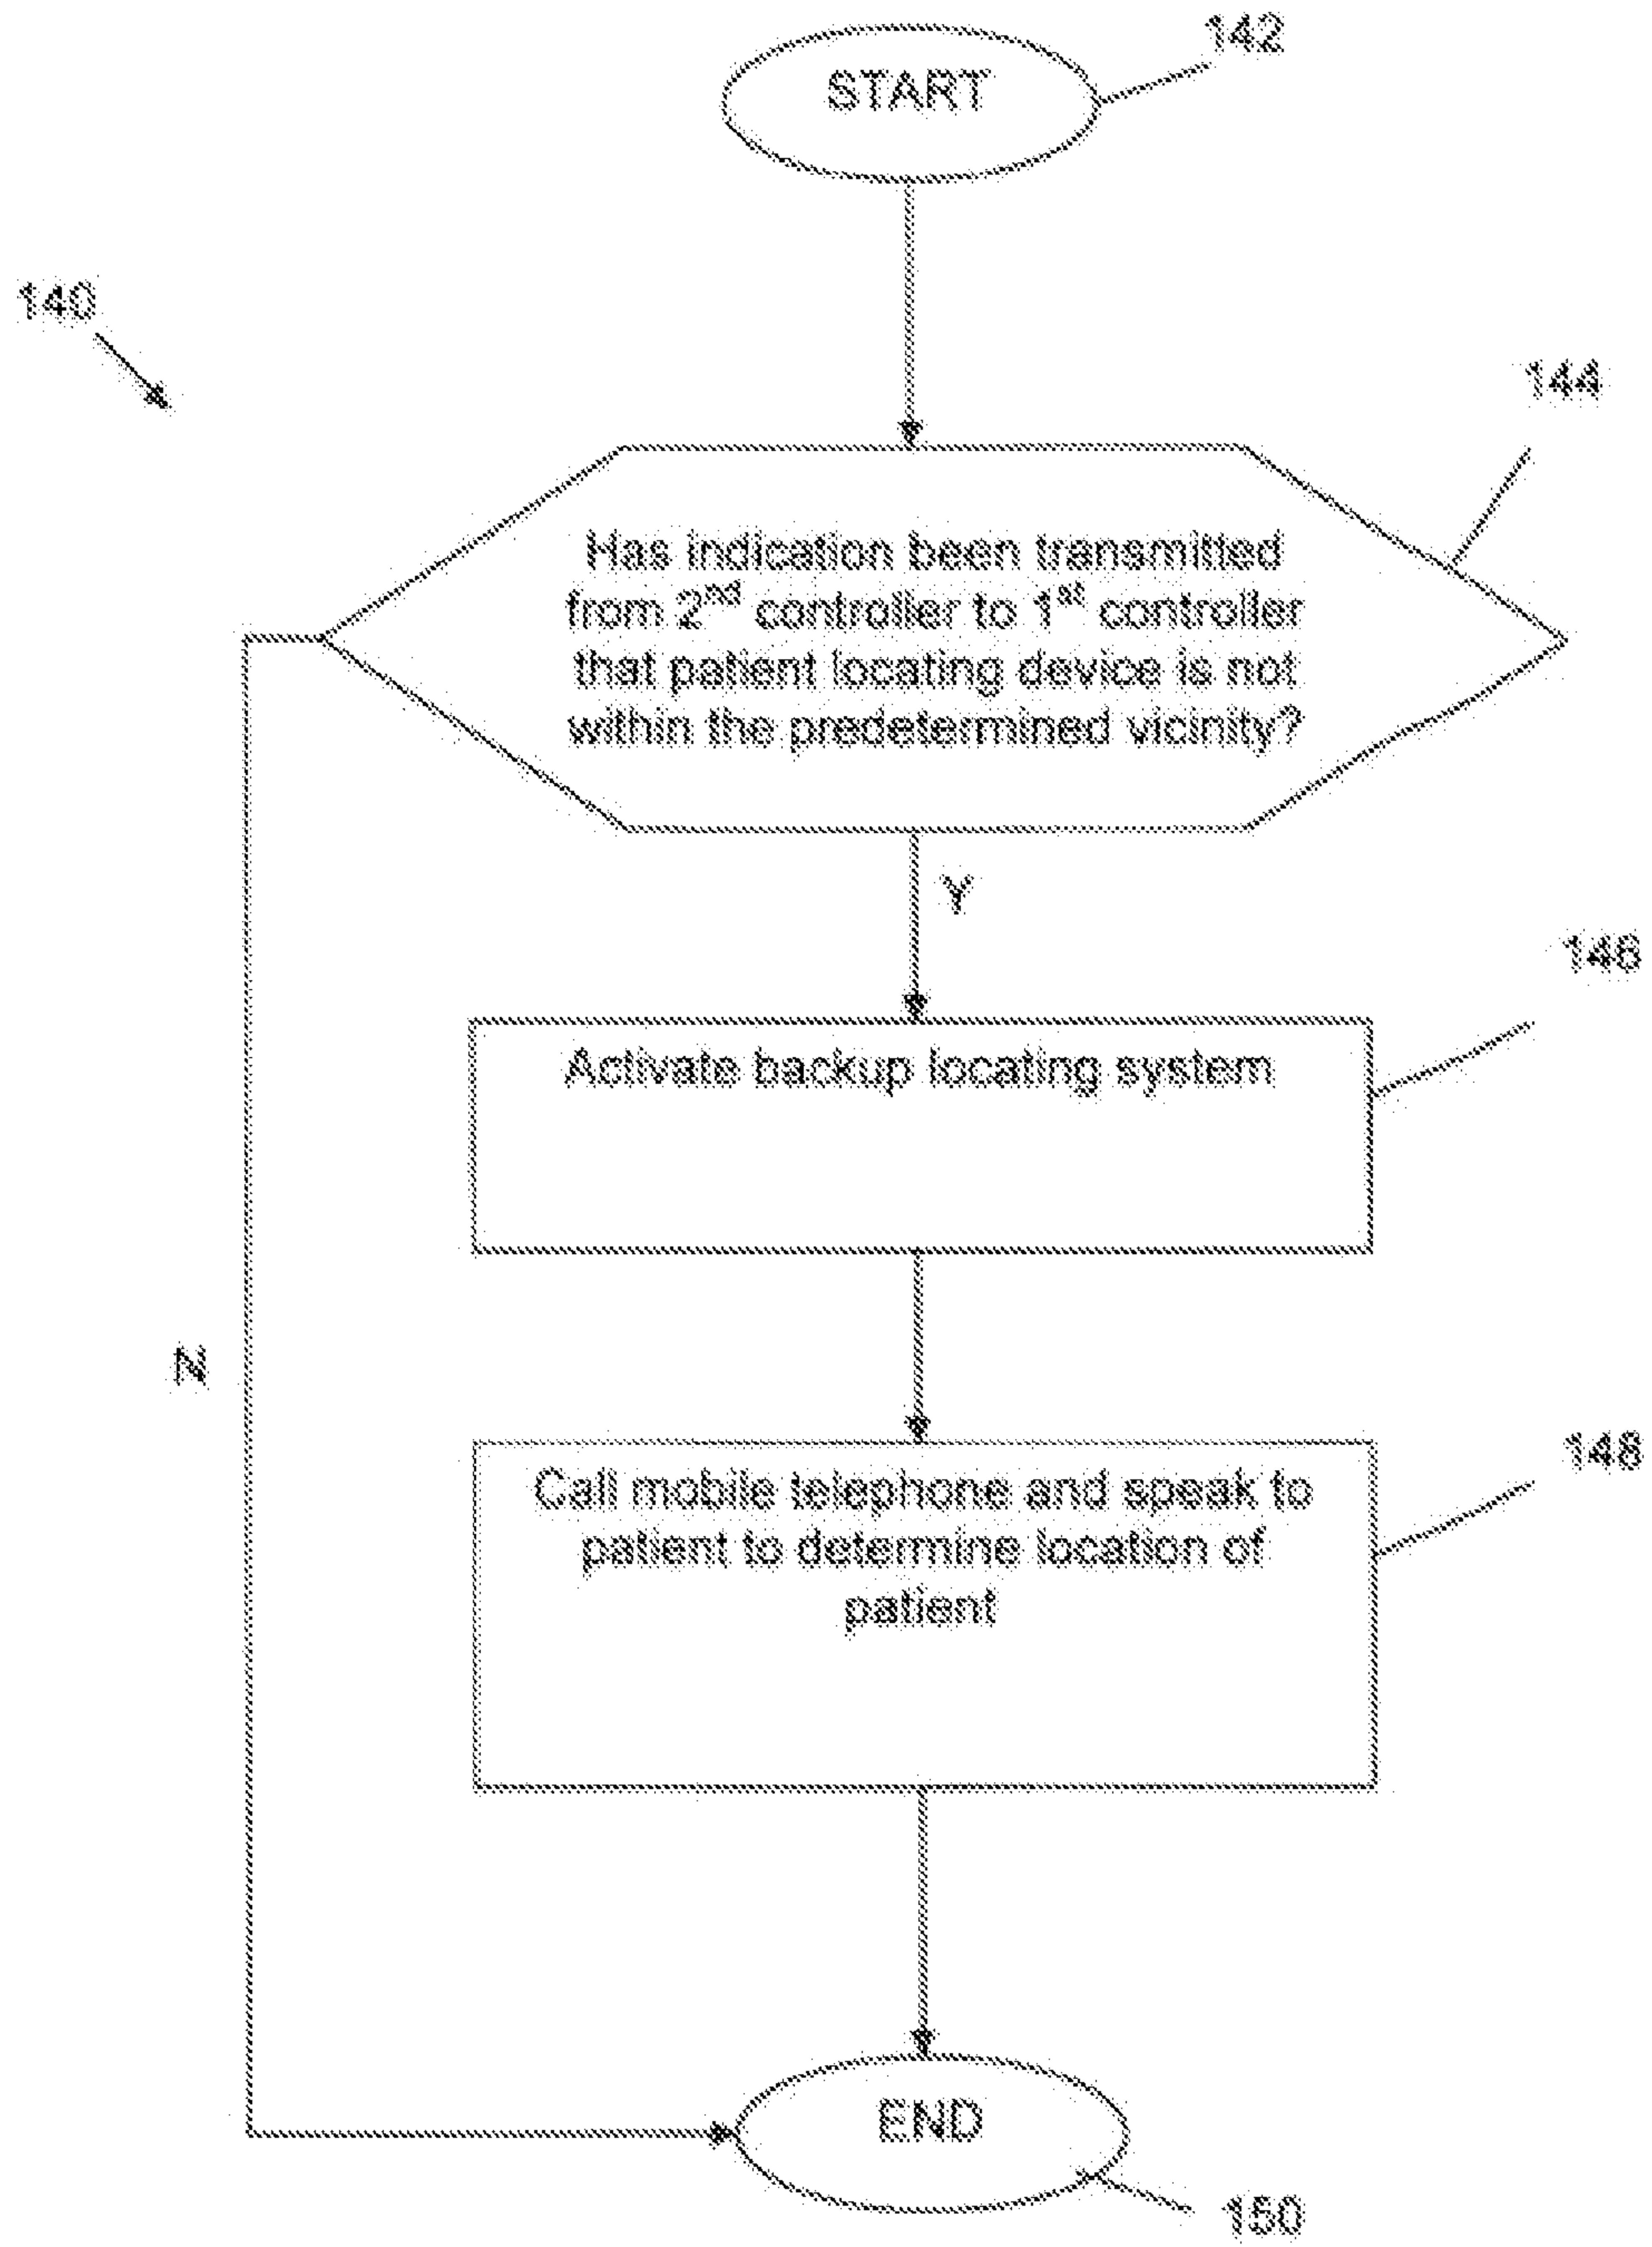 142
START
140
144
Has indication been transmitted
from 2nd controller to 1st controller
that patient locating device is not
within the predetermined vicinity?
Y
146
Activate backup locating system
N
148
Call mobile telephone and speak to
patient to determine location of
patient
END
150